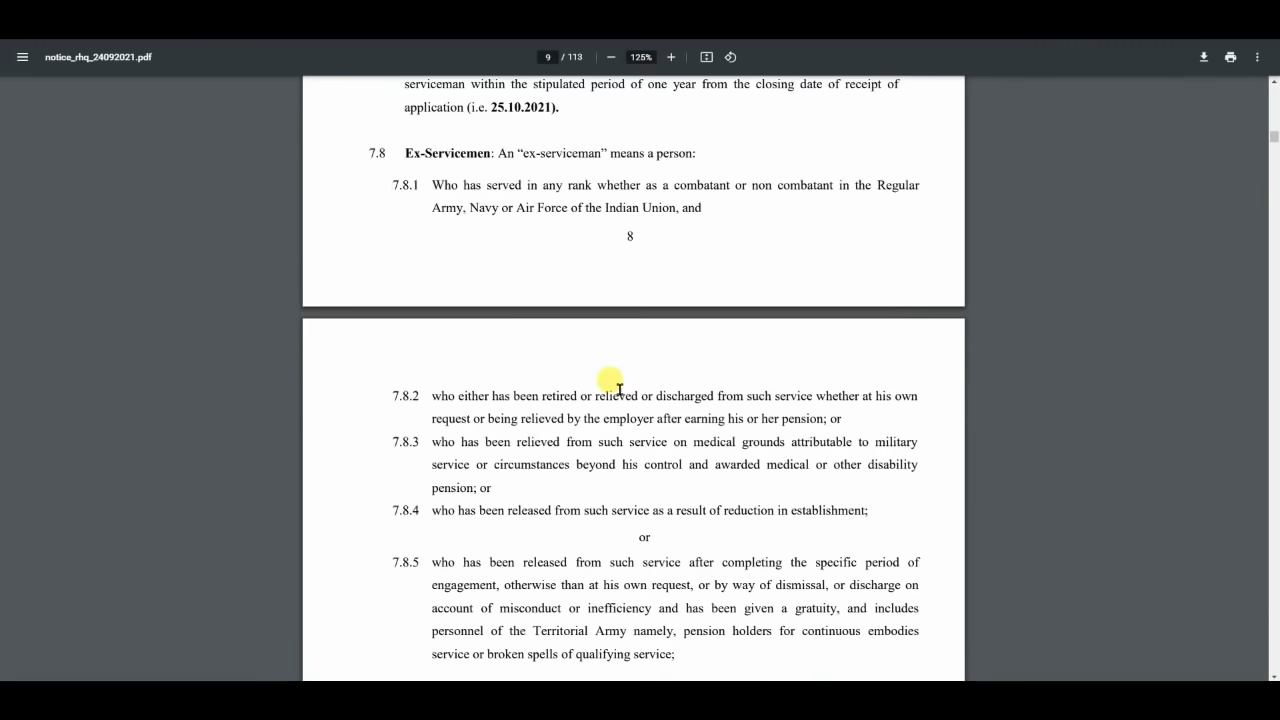 notice_rhq_24092021.pdf
9 / 113
125%
serviceman within the stipulated period of one year from the closing date of receipt of
application (i.e. 25.10.2021).
7.8 Ex-Servicemen: An “ex-serviceman” means a person:
7.8.1 Who has served in any rank whether as a combatant or non combatant in the Regular
Army, Navy or Air Force of the Indian Union, and
8
7.8.2 who either has been retired or relieved or discharged from such service whether at his own
request or being relieved by the employer after earning his or her pension; or
7.8.3 who has been relieved from such service on medical grounds attributable to military
service or circumstances beyond his control and awarded medical or other disability
pension; or
7.8.4 who has been released from such service as a result of reduction in establishment;
or
7.8.5 who has been released from such service after completing the specific period of
engagement, otherwise than at his own request, or by way of dismissal, or discharge on
account of misconduct or inefficiency and has been given a gratuity, and includes
personnel of the Territorial Army namely, pension holders for continuous embodies
service or broken spells of qualifying service;